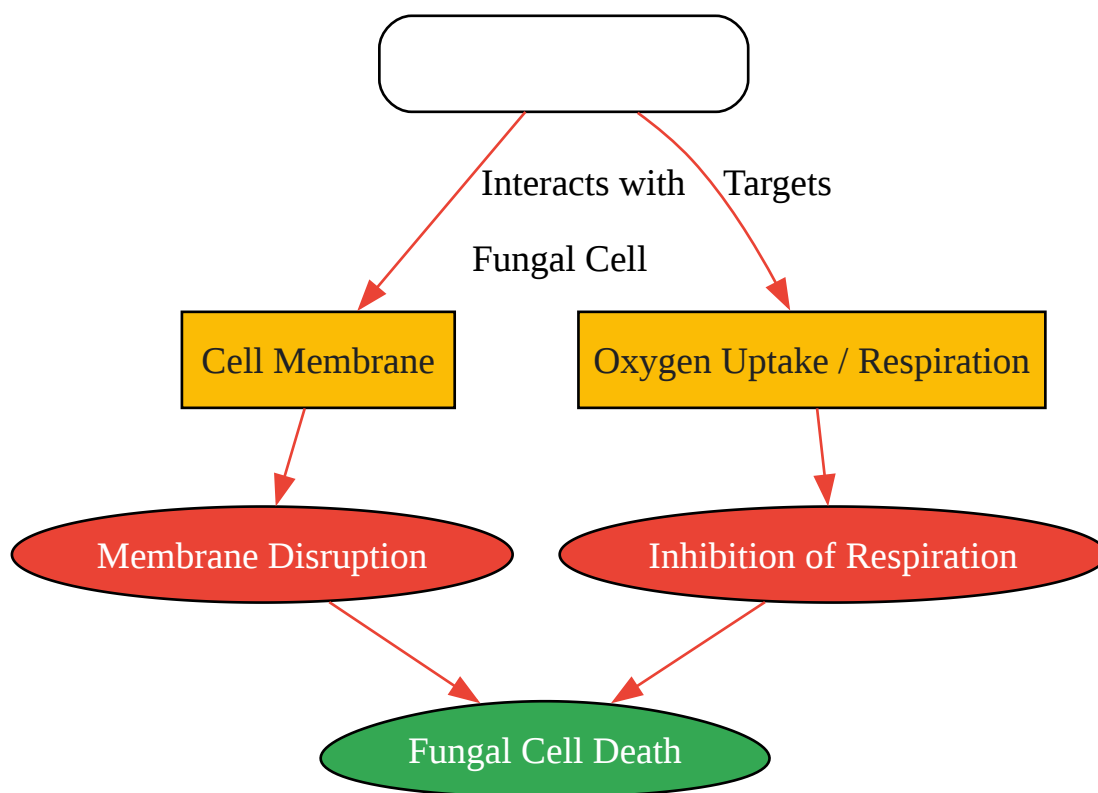 Interacts with
Targets
Fungal Cell
Cell Membrane
Oxygen Uptake / Respiration
Membrane Disruption
Inhibition of Respiration
Fungal Cell Death